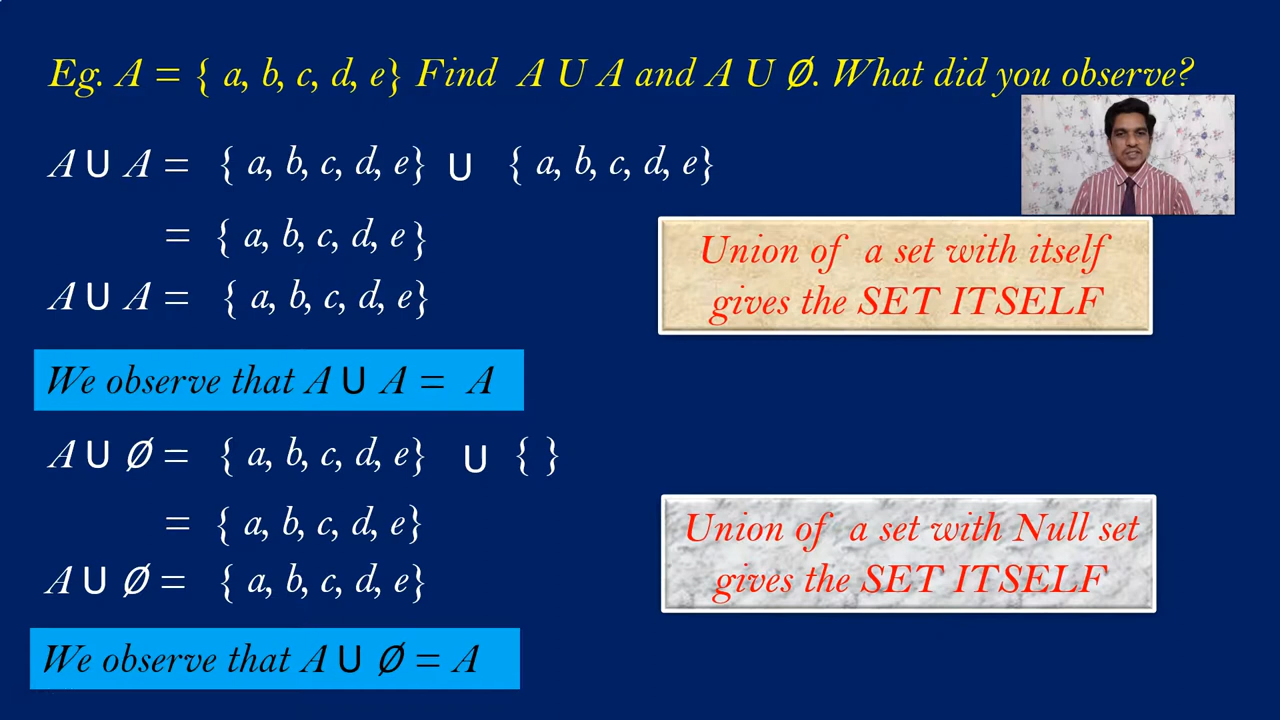 Eg. A = { a, b, c, d, e} Find A U A and A U Ø. What did you observe?
A ∪ A = { a, b, c, d, e} ∪ { a, b, c, d, e}
= { a, b, c, d, e }
A ∪ A = { a, b, c, d, e}
Union of a set with itself
gives the SET ITSELF
We observe that A ∪ A = A
A ∪ Ø = { a, b, c, d, e} ∪ { }
= { a, b, c, d, e}
A ∪ Ø = { a, b, c, d, e}
Union of a set with Null set
gives the SET ITSELF
We observe that A ∪ Ø = A